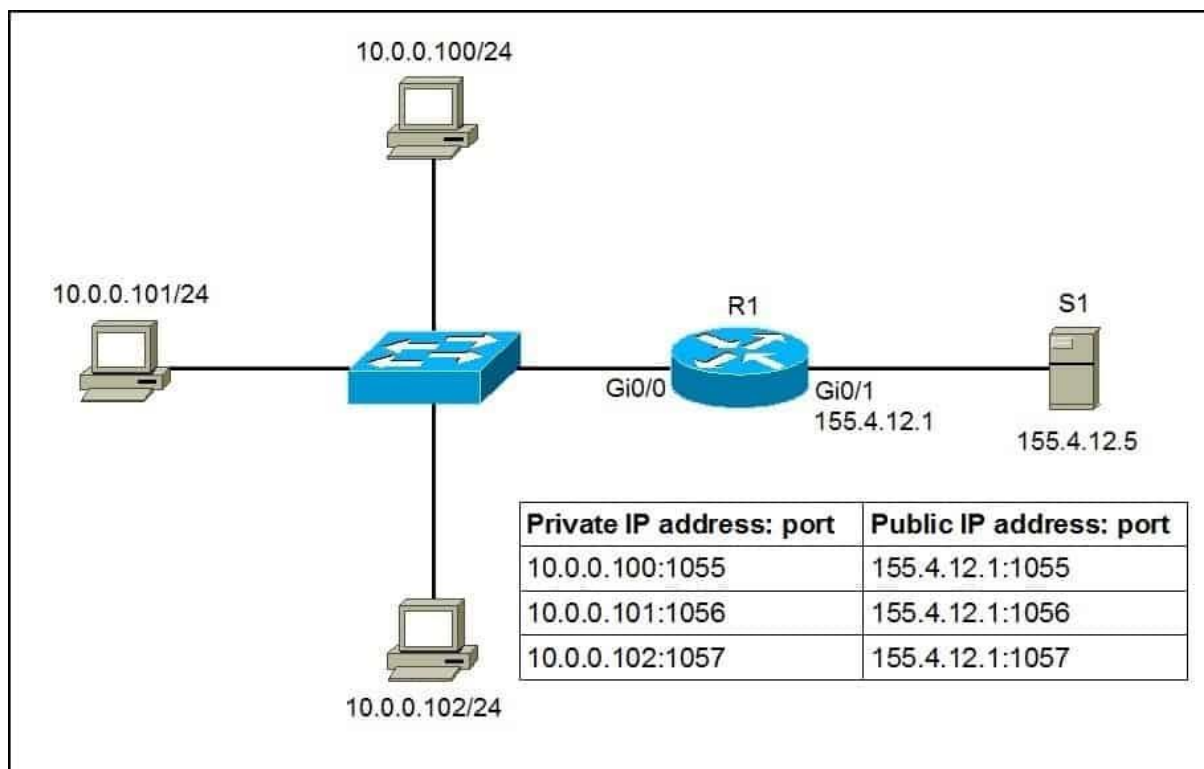 10.0.0.100/24
10.0.0.101/24
R1
S1
Gi0/0
Gi0/1
155.4.12.1
155.4.12.5
Private IP address: port
Public IP address: port
10.0.0.100:1055
155.4.12.1:1055
10.0.0.101:1056
155.4.12.1:1056
10.0.0.102:1057
155.4.12.1:1057
10.0.0.102/24